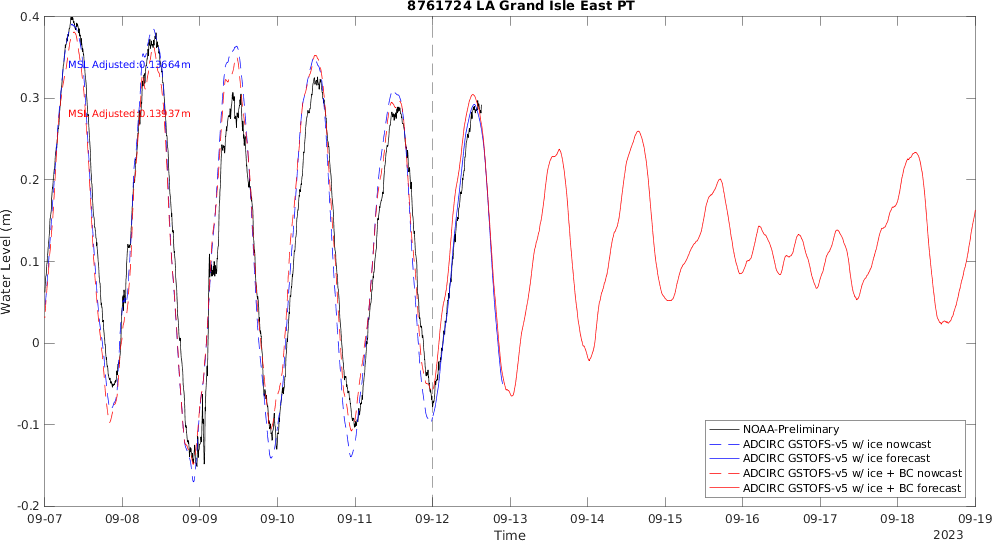 8761724 LA Grand Isle East PT
0.4
0.3
0.2
0.1
0
-0.1
-0.2
Water Level (m)
MSL Adjusted:0.13664m
MSL Adjusted:0.13937m
NOAA-Preliminary
ADCIRC GSTOFS-v5 w/ ice nowcast
ADCIRC GSTOFS-v5 w/ ice forecast
ADCIRC GSTOFS-v5 w/ ice + BC nowcast
ADCIRC GSTOFS-v5 w/ ice + BC forecast
09-07 09-08 09-09 09-10 09-11 09-12 09-13 09-14 09-15 09-16 09-17 09-18 09-19
Time
2023